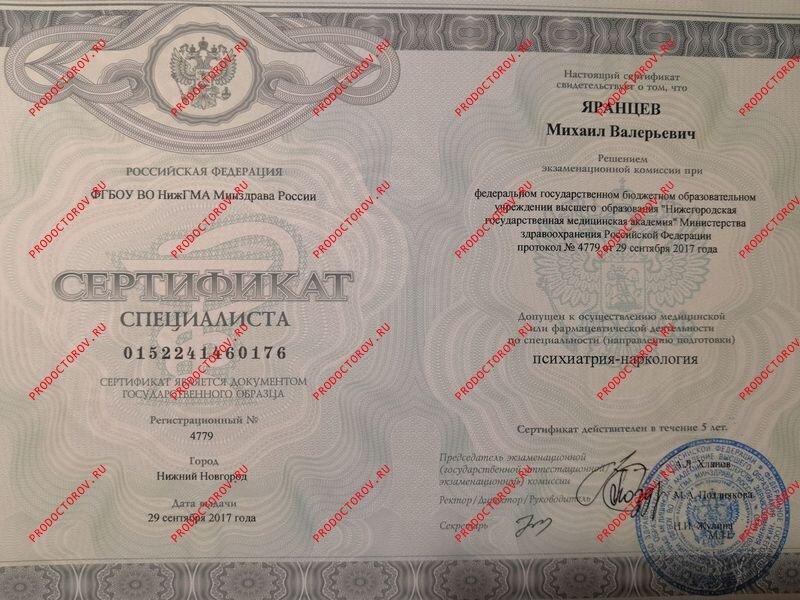 РОССИЙСКАЯ ФЕДЕРАЦИЯ
ФГБОУ ВО НижГМА Минздрава России
СЕРТИФИКАТ
СПЕЦИАЛИСТА
0152241460176
СЕРТИФИКАТ ЯВЛЯЕТСЯ ДОКУМЕНТОМ
ГОСУДАРСТВЕННОГО ОБРАЗЦА
Регистрационный №
4779
Город
Нижний Новгород
Дата выдачи
29 сентября 2017 года
Настоящий сертификат
свидетельствует о том, что
ЯРАНЦЕВ
Михаил Валерьевич
Решением
экзаменационной комиссии при
федеральном государственном бюджетном образовательном
учреждении высшего образования "Нижегородская
государственная медицинская академия" Министерства
здравоохранения Российской Федерации
протокол № 4779 от 29 сентября 2017 года
Допущен к осуществлению медицинской
или фармацевтической деятельности
по специальности (направлению подготовки)
психиатрия-наркология
Сертификат действителен в течение 5 лет.
Председатель экзаменационной
(государственной аттестационной/
экзаменационной) комиссии
Ректор/Директор/Руководитель
М.А. Позднякова
Секретарь
М.П.
PRODOCTOROV.RU